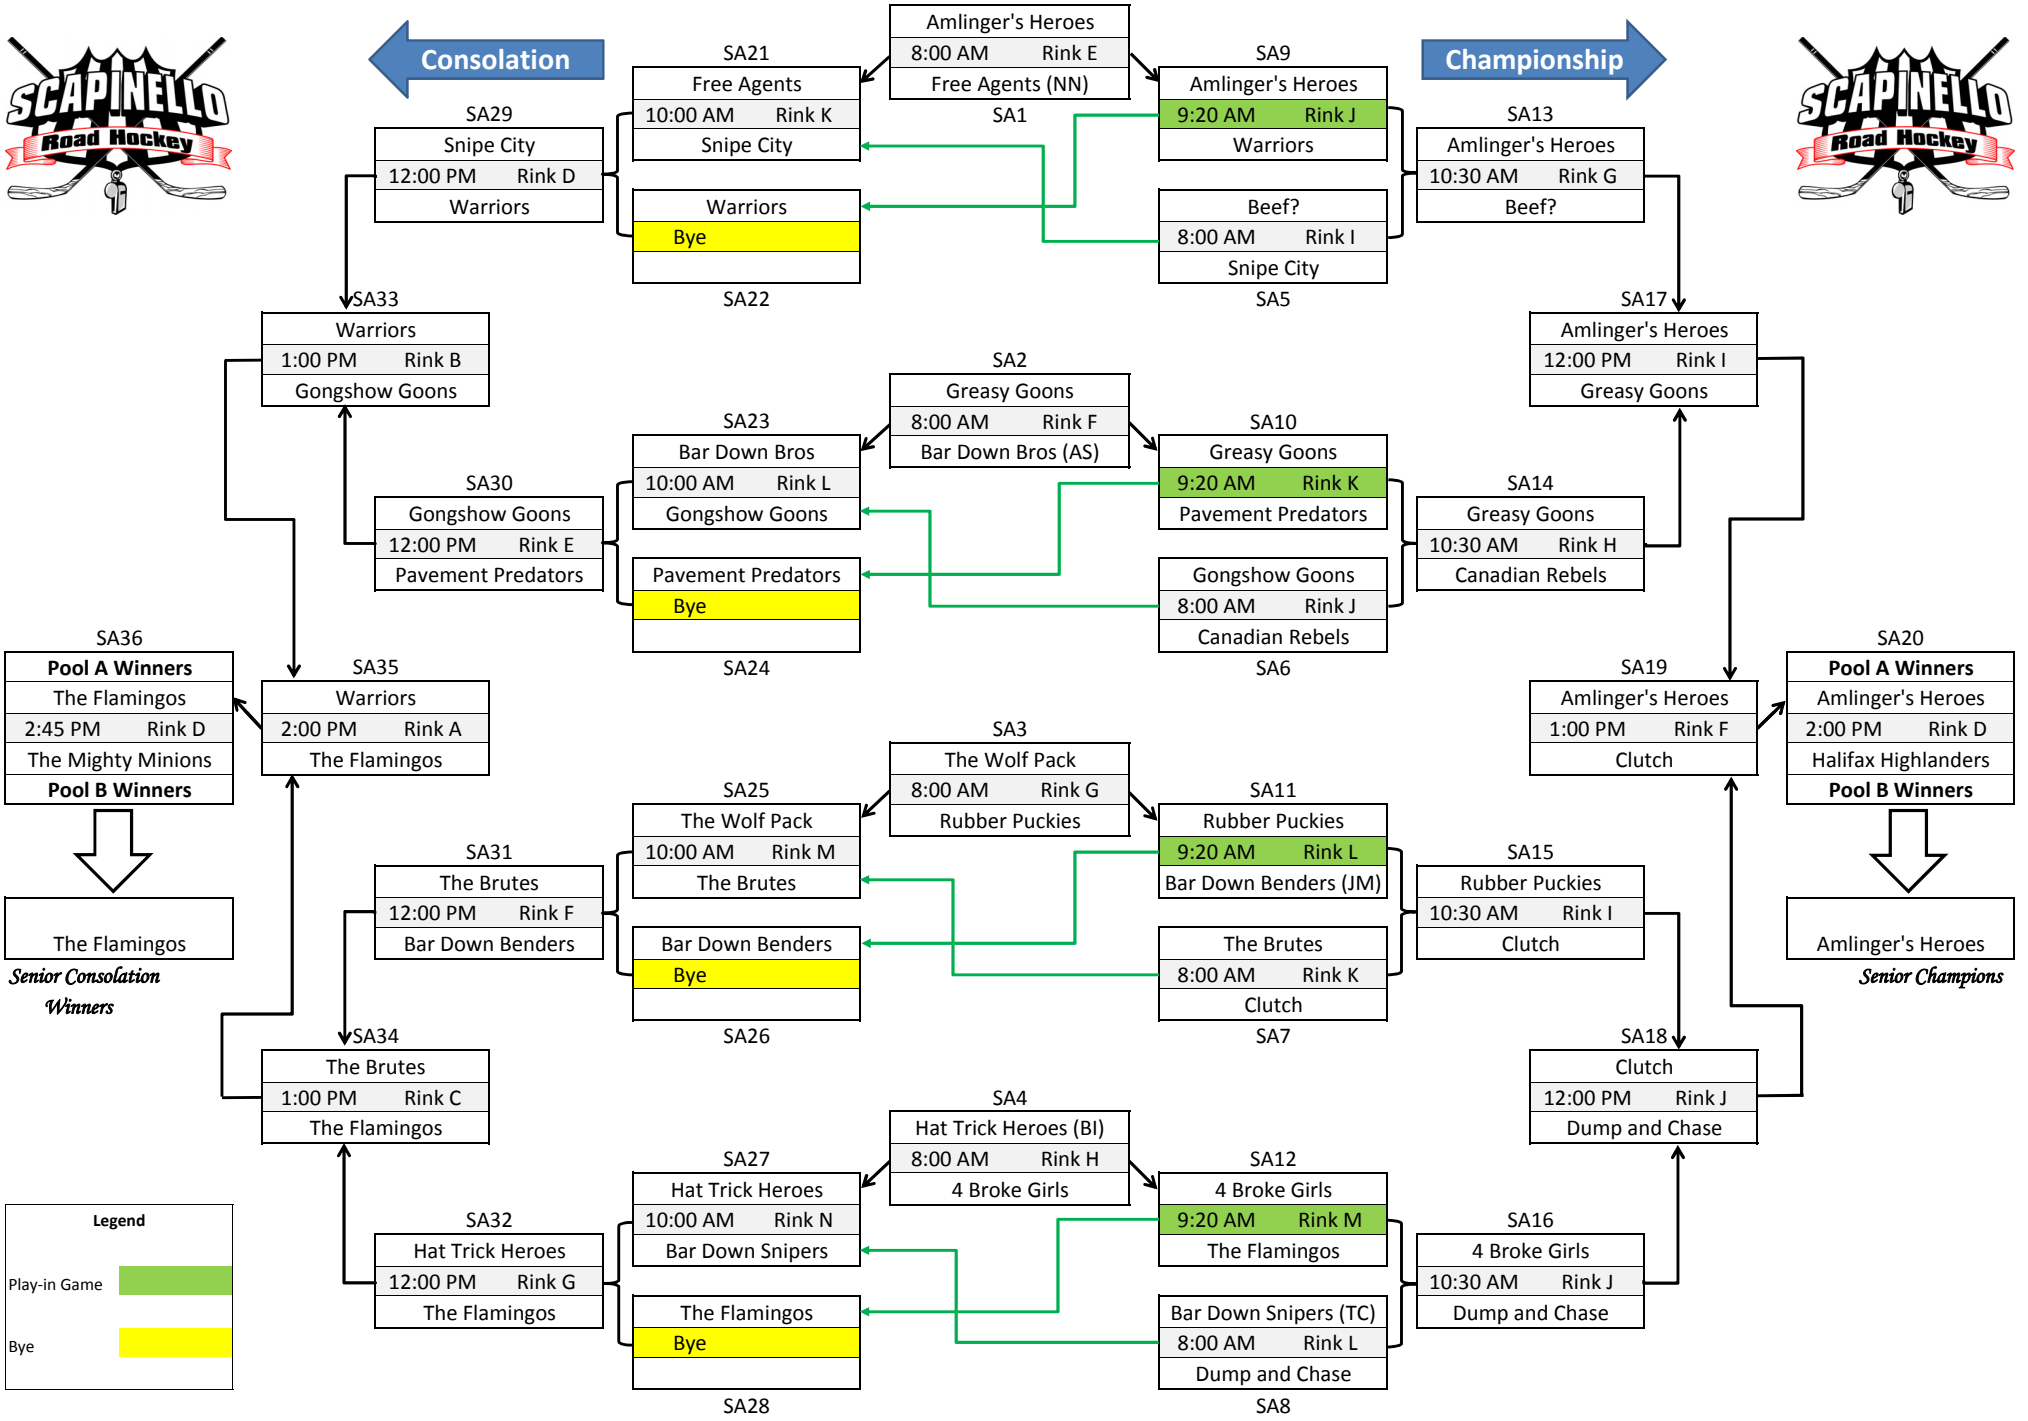 SCAPINELLO
Road Hockey
Consolation
Championship
SCAPINELLO
Road Hockey
Amlinger's Heroes
8:00 AM Rink E
Free Agents (NN)
SA1
SA21
Free Agents
10:00 AM Rink K
Snipe City
SA9
Amlinger's Heroes
9:20 AM Rink J
Warriors
SA29
Snipe City
12:00 PM Rink D
Warriors
SA13
Amlinger's Heroes
10:30 AM Rink G
Beef?
Warriors
Bye
SA22
Beef?
8:00 AM Rink I
Snipe City
SA5
SA33
Warriors
1:00 PM Rink B
Gongshow Goons
SA17
Amlinger's Heroes
12:00 PM Rink I
Greasy Goons
SA2
Greasy Goons
8:00 AM Rink F
Bar Down Bros (AS)
SA23
Bar Down Bros
10:00 AM Rink L
Gongshow Goons
SA10
Greasy Goons
9:20 AM Rink K
Pavement Predators
SA30
Gongshow Goons
12:00 PM Rink E
Pavement Predators
SA14
Greasy Goons
10:30 AM Rink H
Canadian Rebels
Pavement Predators
Bye
SA24
Gongshow Goons
8:00 AM Rink J
Canadian Rebels
SA6
SA36
Pool A Winners
The Flamingos
2:45 PM Rink D
The Mighty Minions
Pool B Winners
SA35
Warriors
2:00 PM Rink A
The Flamingos
SA19
Amlinger's Heroes
1:00 PM Rink F
Clutch
SA20
Pool A Winners
Amlinger's Heroes
2:00 PM Rink D
Halifax Highlanders
Pool B Winners
SA3
The Wolf Pack
8:00 AM Rink G
Rubber Puckies
SA25
The Wolf Pack
10:00 AM Rink M
The Brutes
SA11
Rubber Puckies
9:20 AM Rink L
Bar Down Benders (JM)
SA31
The Brutes
12:00 PM Rink F
Bar Down Benders
SA15
Rubber Puckies
10:30 AM Rink I
Clutch
Bar Down Benders
Bye
SA26
The Brutes
8:00 AM Rink K
Clutch
SA7
The Flamingos
Senior Consolation
Winners
Amlinger's Heroes
Senior Champions
SA34
The Brutes
1:00 PM Rink C
The Flamingos
SA18
Clutch
12:00 PM Rink J
Dump and Chase
SA4
Hat Trick Heroes (BI)
8:00 AM Rink H
4 Broke Girls
SA27
Hat Trick Heroes
10:00 AM Rink N
Bar Down Snipers
SA12
4 Broke Girls
9:20 AM Rink M
The Flamingos
SA32
Hat Trick Heroes
12:00 PM Rink G
The Flamingos
SA16
4 Broke Girls
10:30 AM Rink J
Dump and Chase
The Flamingos
Bye
SA28
Bar Down Snipers (TC)
8:00 AM Rink L
Dump and Chase
SA8
Legend
Play-in Game
Bye